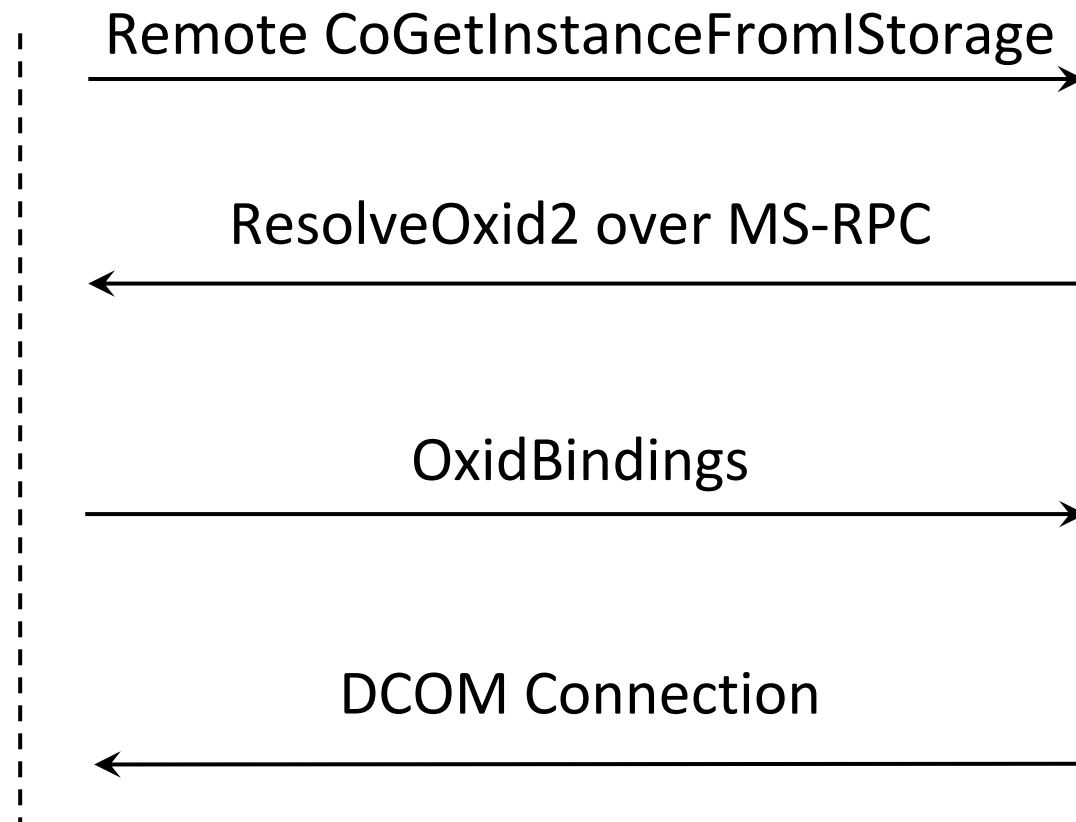 Remote CoGetInstanceFromIStorage
ResolveOxid2 over MS-RPC
OxidBindings
DCOM Connection